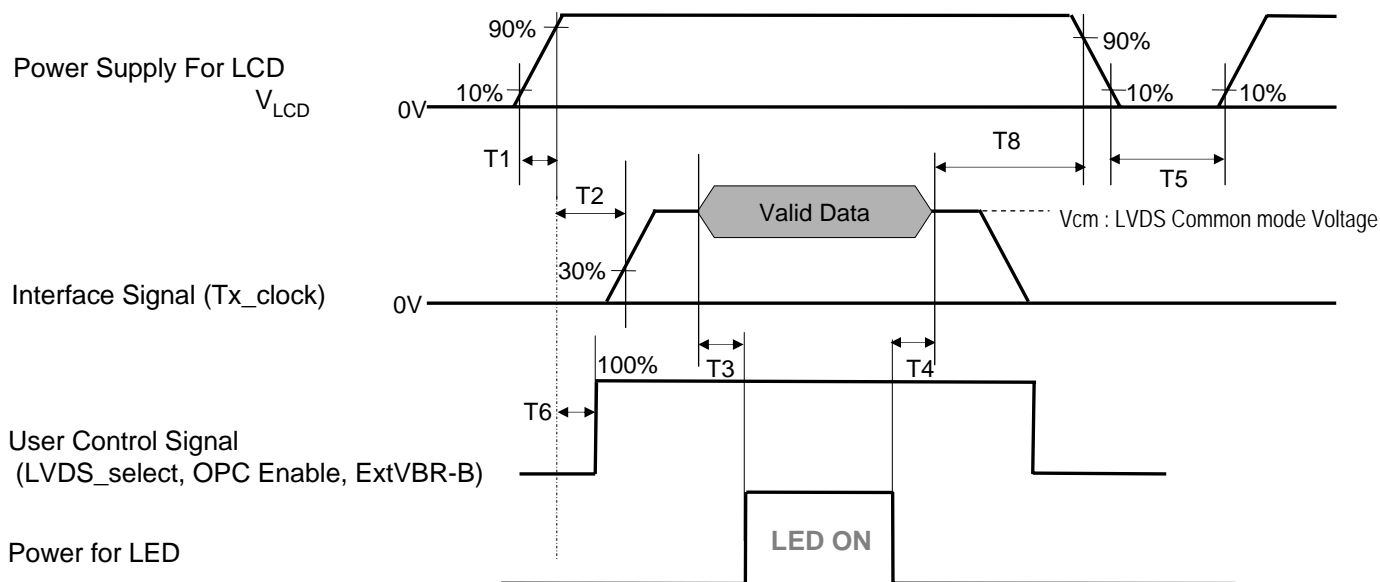 90%
90%
Power Supply For LCD
VLCD
10%
10%
10%
0V
T1
T8
T2
T5
Valid Data
Vcm : LVDS Common mode Voltage
30%
Interface Signal (Tx_clock)
0V
100%
T3
T4
T6
User Control Signal
(LVDS_select, OPC Enable, ExtVBR-B)
LED ON
Power for LED